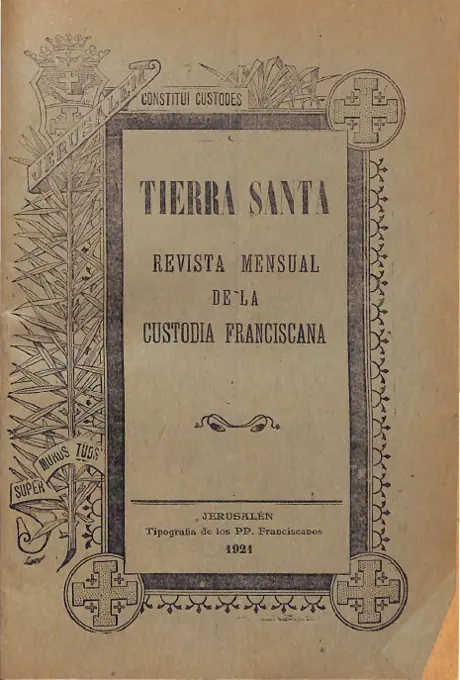 SUPER
MUROS TUOS
JERUSALEM
CONSTITUI CUSTODES
TIERRA SANTA
REVISTA MENSUAL
DE LA
CUSTODIA FRANCISCANA
JERUSALÉN
Tipografia de los PP. Franciscanos
1921